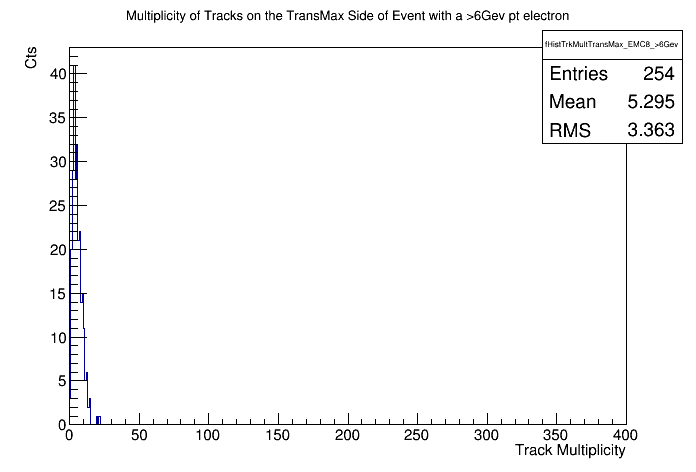 Multiplicity of Tracks on the TransMax Side of Event with a >6Gev pt electron
fHistTrkMultTransMax_EMC8_>6Gev
Entries 254
Mean 5.295
RMS 3.363
Cts
40
35
30
25
20
15
10
5
0
0 50 100 150 200 250 300 350 400
Track Multiplicity